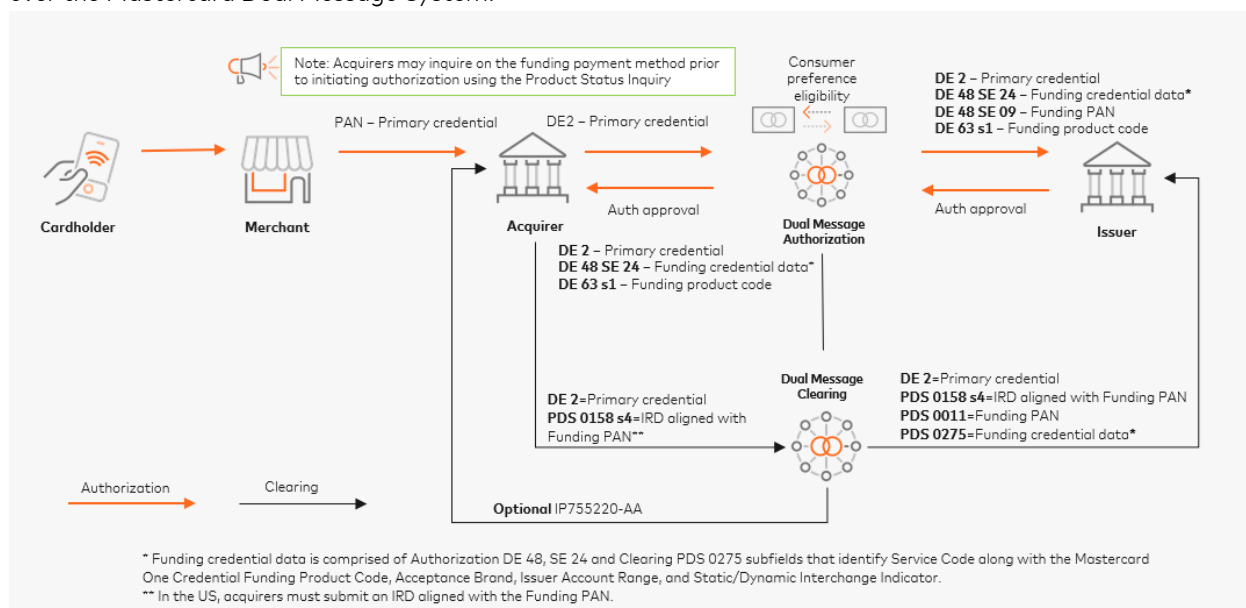 over the Mastercard Dual Message System.
Note: Acquirers may inquire on the funding payment method prior
to initiating authorization using the Product Status Inquiry
Consumer
preference
eligibility
DE 2 – Primary credential
DE 48 SE 24 – Funding credential data*
DE 48 SE 09 – Funding PAN
DE 63 s1 – Funding product code
PAN – Primary credential
DE2 – Primary credential
Auth approval
Auth approval
Cardholder
Merchant
Acquirer
Dual Message
Authorization
Issuer
DE 2 – Primary credential
DE 48 SE 24 – Funding credential data*
DE 63 s1 – Funding product code
Dual Message
Clearing
DE 2=Primary credential
PDS 0158 s4=IRD aligned with
Funding PAN**
DE 2=Primary credential
PDS 0158 s4=IRD aligned with Funding PAN
PDS 0011=Funding PAN
PDS 0275=Funding credential data*
Authorization
Clearing
Optional IP755220-AA
* Funding credential data is comprised of Authorization DE 48, SE 24 and Clearing PDS 0275 subfields that identify Service Code along with the Mastercard
One Credential Funding Product Code, Acceptance Brand, Issuer Account Range, and Static/Dynamic Interchange Indicator.
** In the US, acquirers must submit an IRD aligned with the Funding PAN.